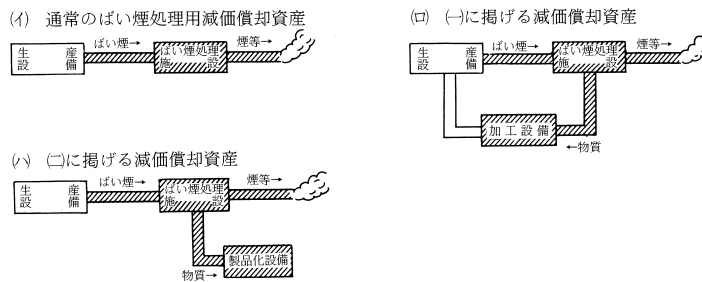 (イ) 通常のばい煙処理用減価償却資産
ばい煙→
煙等→
生産
設備
ばい煙処理
施設
(ロ) ㈠に掲げる減価償却資産
ばい煙→
煙等→
生産
設備
ばい煙処理
施設
加工設備
←物質
(ハ) ㈡に掲げる減価償却資産
ばい煙→
煙等→
生産
設備
ばい煙処理
施設
製品化設備
物質→